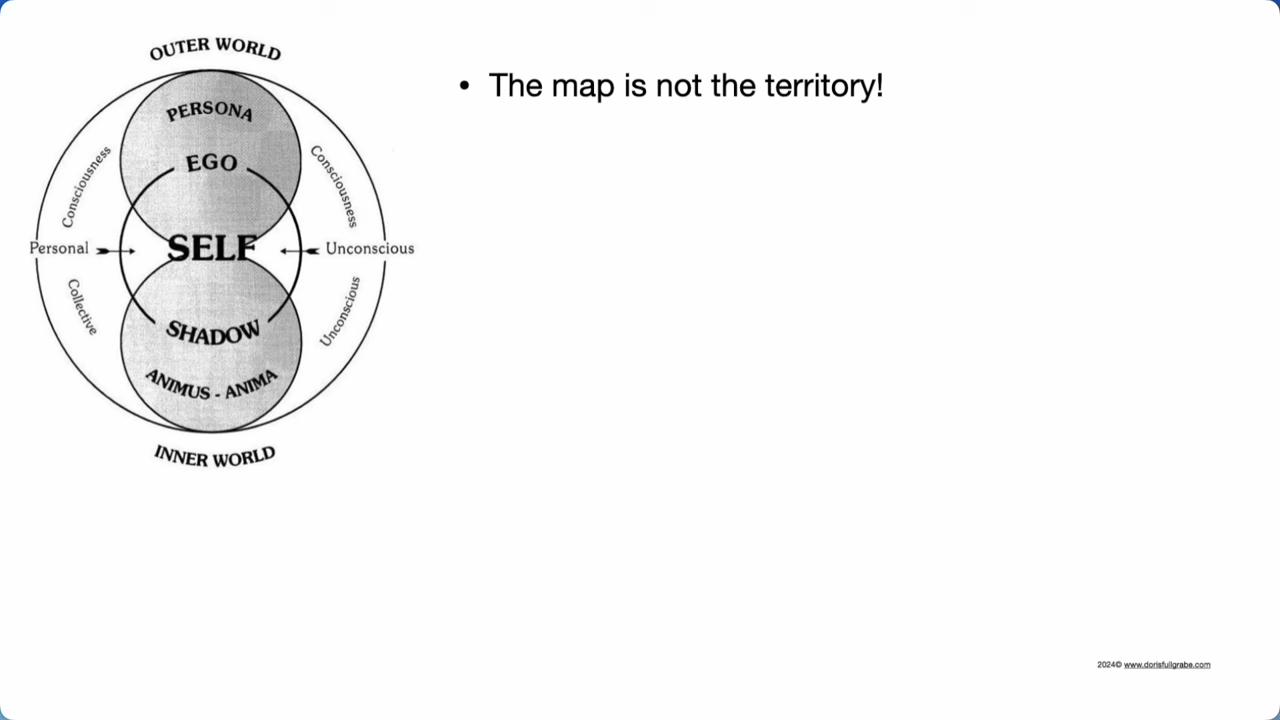 OUTER WORLD
• The map is not the territory!
PERSONA
EGO
Consciousness
Consciousness
Personal
SELF
Unconscious
Collective
Unconscious
SHADOW
ANIMUS - ANIMA
INNER WORLD
2024© www.dorisfullgrabe.com